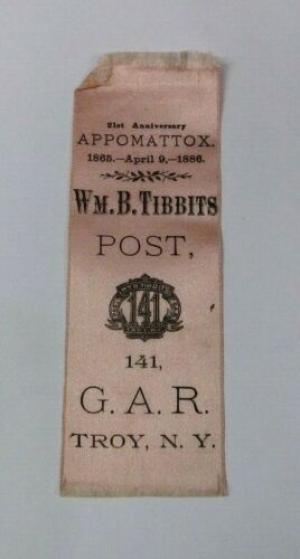 21st Anniversary
APPOMATTOX.
1865.—April 9,—1886.
WM. B. TIBBITS
POST,
141
141,
G. A. R.
TROY, N. Y.